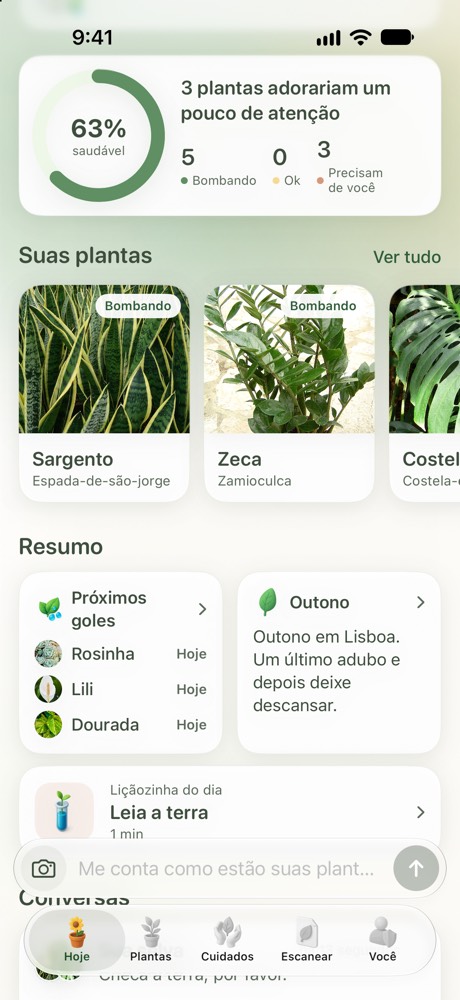 9:41
63%
saudável
3 plantas adorariam um
pouco de atenção
5
Bombando
0
Ok
3
Precisam
de você
Suas plantas
Ver tudo
Bombando
Bombando
Sargento
Espada-de-são-jorge
Zeca
Zamioculca
Costel
Costela-
Resumo
Próximos
goles
Rosinha
Hoje
Lili
Hoje
Dourada
Hoje
Outono
Outono em Lisboa.
Um último adubo e
depois deixe
descansar.
Liçãozinha do dia
Leia a terra
1 min
Me conta como estão suas plant...
Conversas
Hoje
Plantas
Cuidados
Escanear
Você
Checa a terra, por favor.